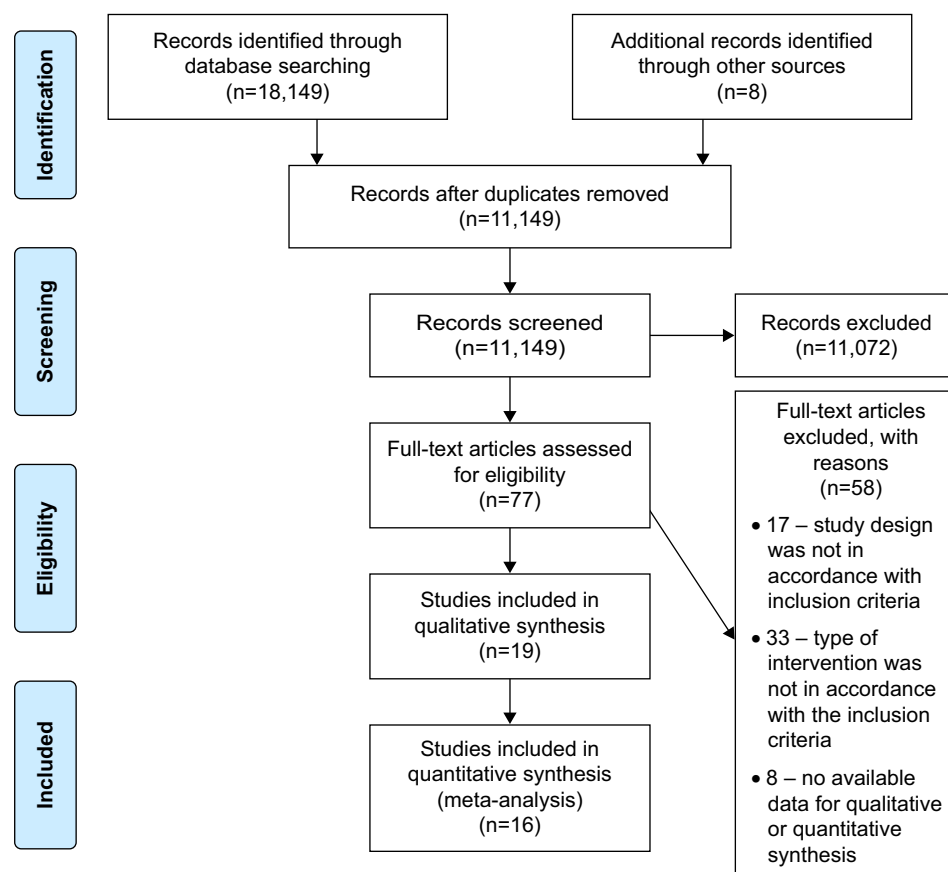 Identification
Records identified through
database searching
(n=18,149)
Additional records identified
through other sources
(n=8)
Records after duplicates removed
(n=11,149)
Screening
Records screened
(n=11,149)
Records excluded
(n=11,072)
Eligibility
Full-text articles assessed
for eligibility
(n=77)
Full-text articles
excluded, with
reasons
(n=58)
• 17 – study design
was not in
accordance with
inclusion criteria
• 33 – type of
intervention was
not in accordance
with the inclusion
criteria
• 8 – no available
data for qualitative
or quantitative
synthesis
Studies included in
qualitative synthesis
(n=19)
Included
Studies included in
quantitative synthesis
(meta-analysis)
(n=16)